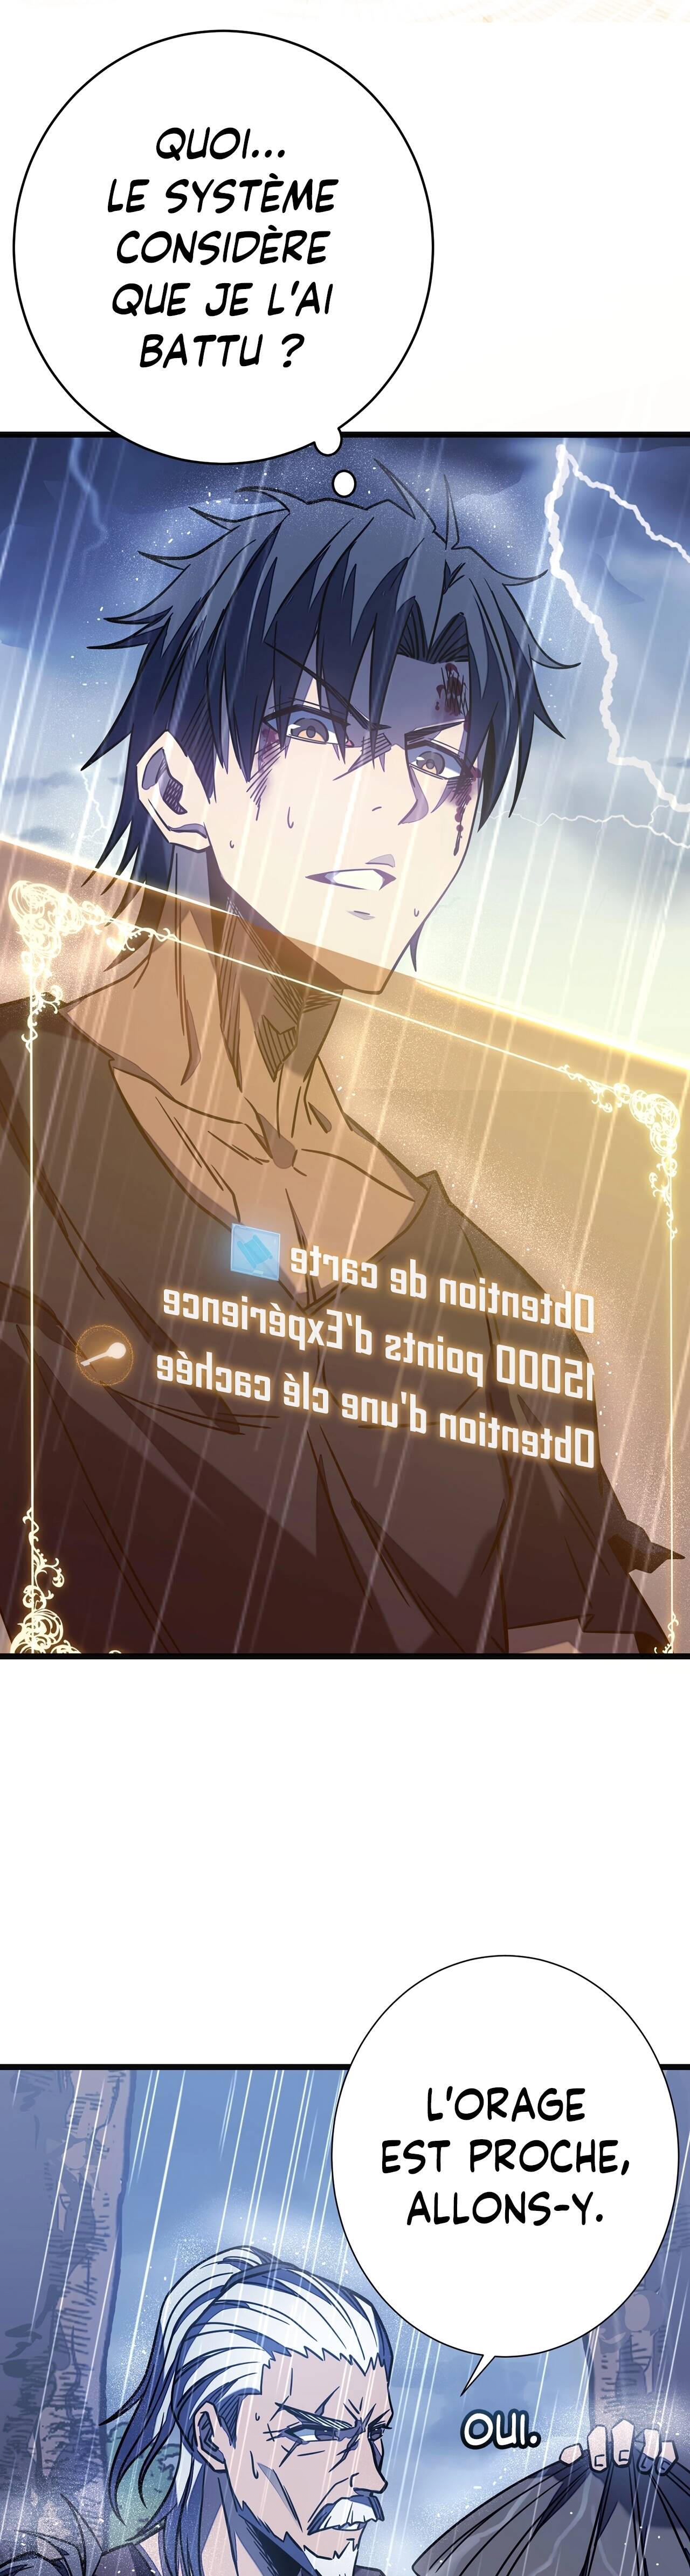 QUOI...
LE SYSTÈME
CONSIDÈRE
QUE JE L'AI
BATTU ?
Obtention de carte
15000 points d'Expérience
Obtention d'une clé cachée
L'ORAGE
EST PROCHE,
ALLONS-Y.
OUI.